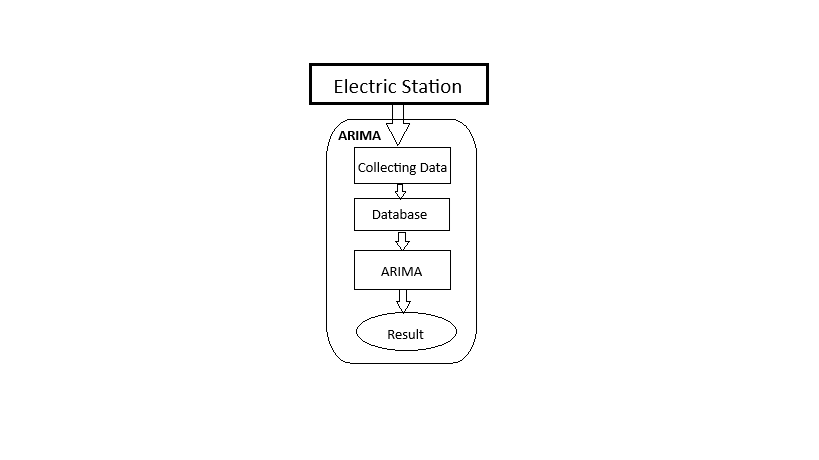 Electric Station
ARIMA
Collecting Data
Database
ARIMA
Result